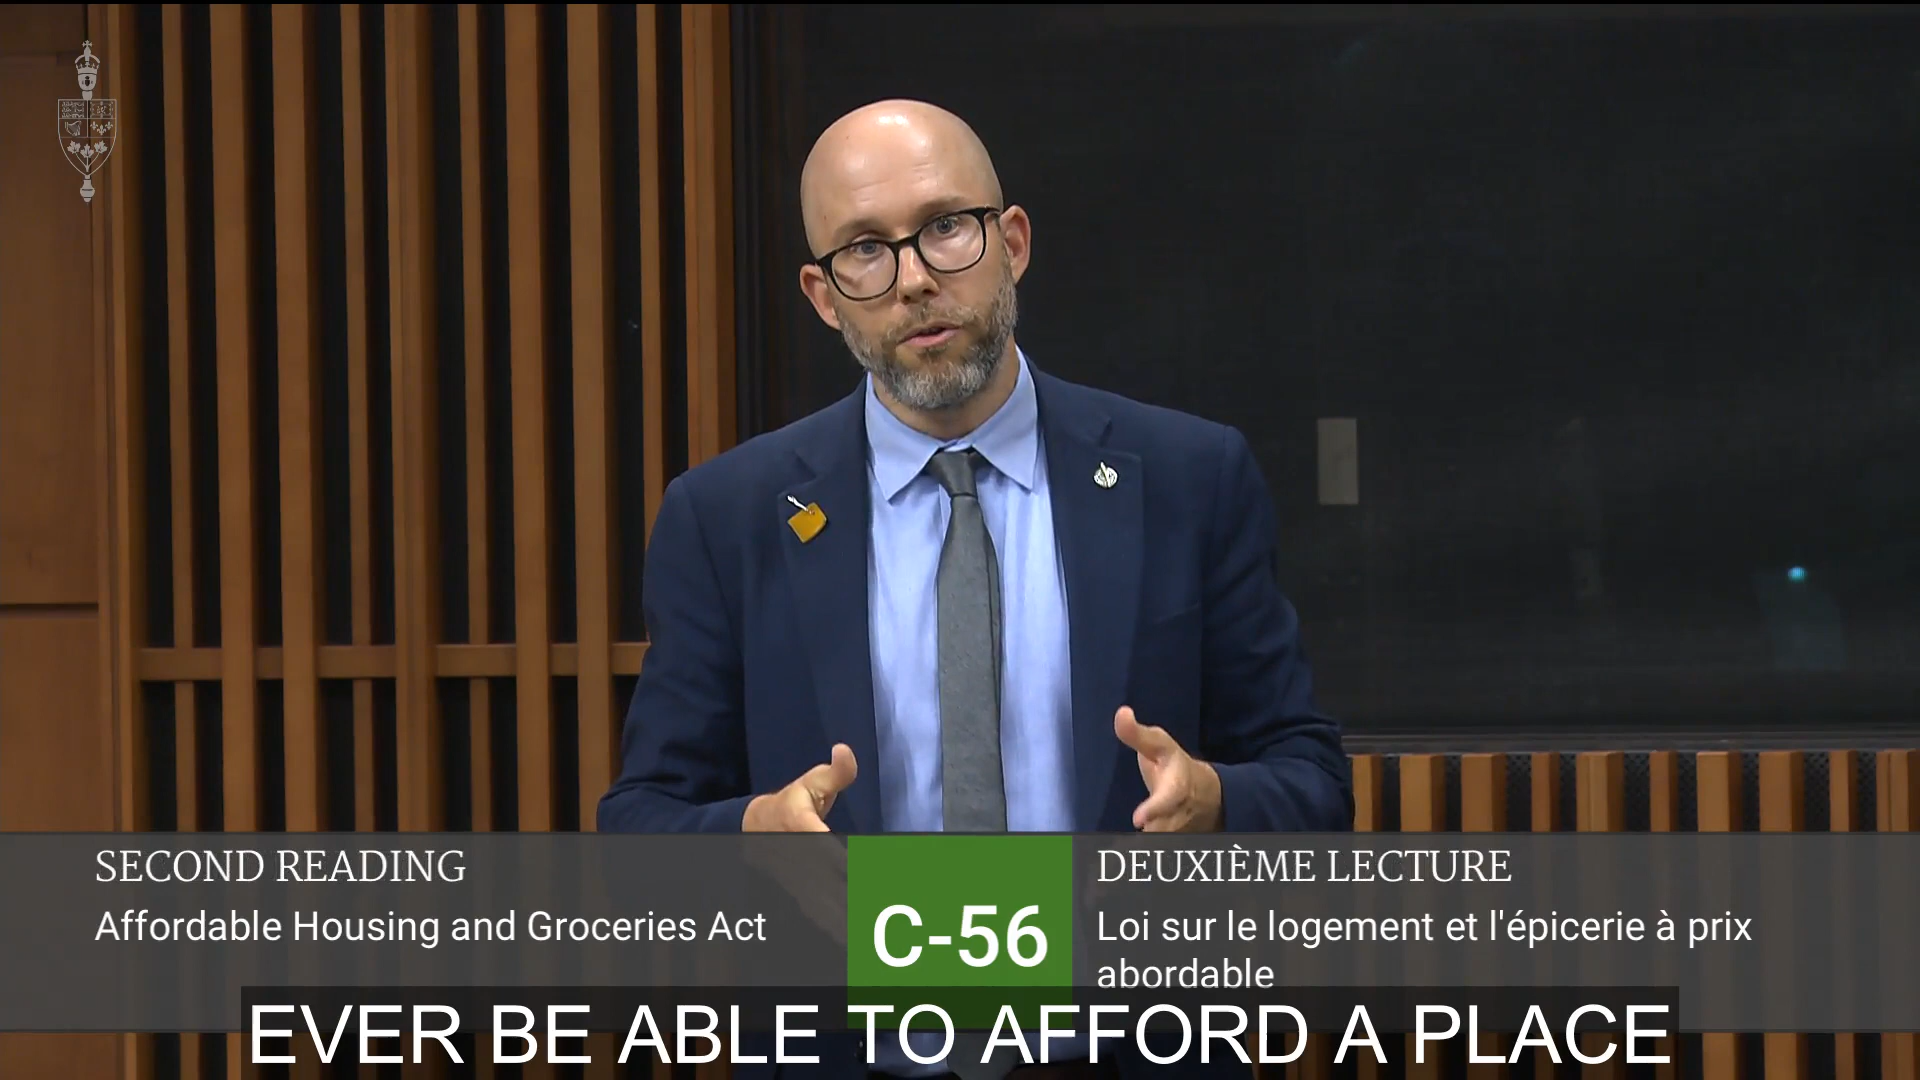 SECOND READING
Affordable Housing and Groceries Act
C-56
DEUXIÈME LECTURE
Loi sur le logement et l'épicerie à prix
abordable
EVER BE ABLE TO AFFORD A PLACE